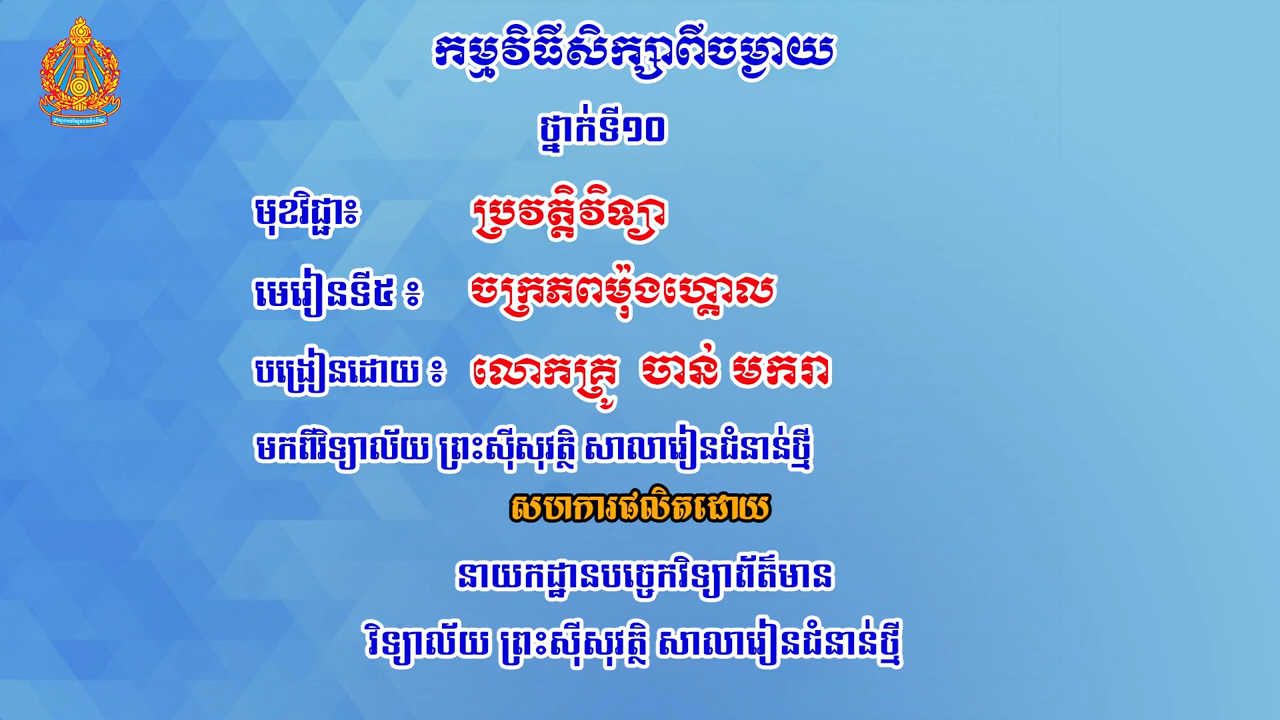 កម្មវិធីសិក្សាពីចម្ងាយ
ថ្នាក់ទី១០
មុខវិជ្ជា៖ ប្រវត្តិវិទ្យា
មេរៀនទី៥ ៖ ចក្រភពម៉ុងហ្គោល
បង្រៀនដោយ ៖ លោកគ្រូ ចាន់ មករា
មកពីវិទ្យាល័យ ព្រះស៊ីសុវត្ថិ សាលារៀនជំនាន់ថ្មី
សហការផលិតដោយ
នាយកដ្ឋានបច្ចេកវិទ្យាព័ត៌មាន
វិទ្យាល័យ ព្រះស៊ីសុវត្ថិ សាលារៀនជំនាន់ថ្មី